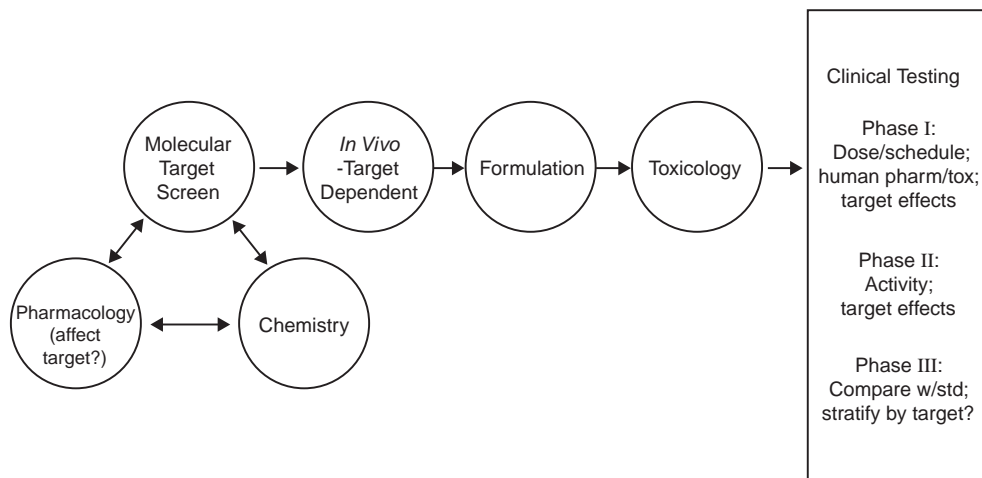 Molecular
Target
Screen
In Vivo
-Target
Dependent
Formulation
Toxicology
Pharmacology
(affect
target?)
Chemistry
Clinical Testing
Phase I:
Dose/schedule;
human pharm/tox;
target effects
Phase II:
Activity;
target effects
Phase III:
Compare w/std;
stratify by target?